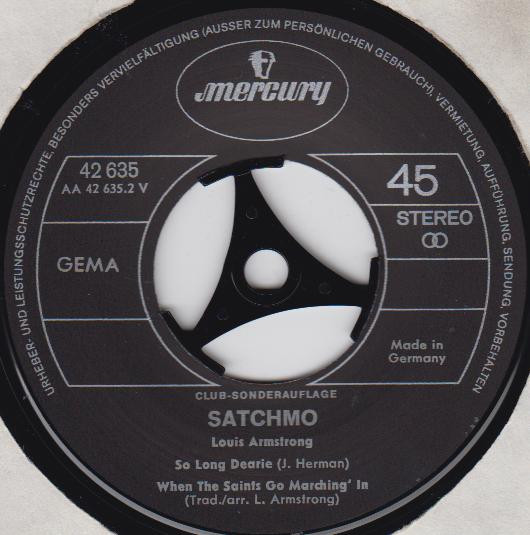 URHEBER- UND LEISTUNGSSCHUTZRECHTE, BESONDERS VERVIELFÄLTIGUNG (AUSSER ZUM PERSÖNLICHEN GEBRAUCH), VERMIETUNG, AUFFÜHRUNG, SENDUNG, VORBEHALTEN
mercury
42 635
AA 42 635.2 V
45
STEREO
GEMA
Made in
Germany
CLUB-SONDERAUFLAGE
SATCHMO
Louis Armstrong
So Long Dearie (J. Herman)
When The Saints Go Marching' In
(Trad./arr. L. Armstrong)